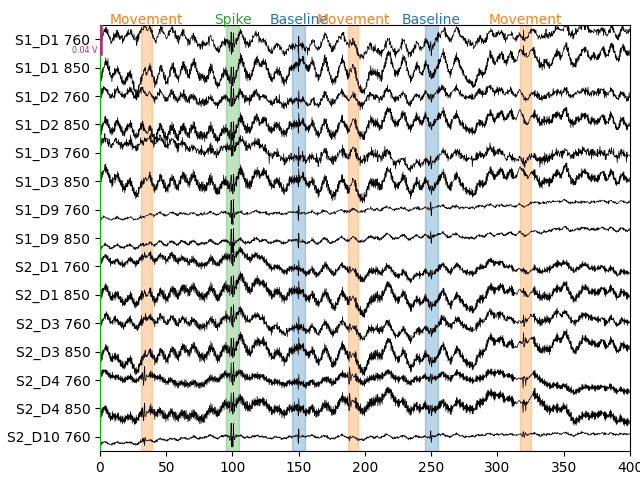 Movement Spike Baseline Movement Baseline Movement
S1_D1 760
0.04 V
S1_D1 850
S1_D2 760
S1_D2 850
S1_D3 760
S1_D3 850
S1_D9 760
S1_D9 850
S2_D1 760
S2_D1 850
S2_D3 760
S2_D3 850
S2_D4 760
S2_D4 850
S2_D10 760
0 50 100 150 200 250 300 350 400